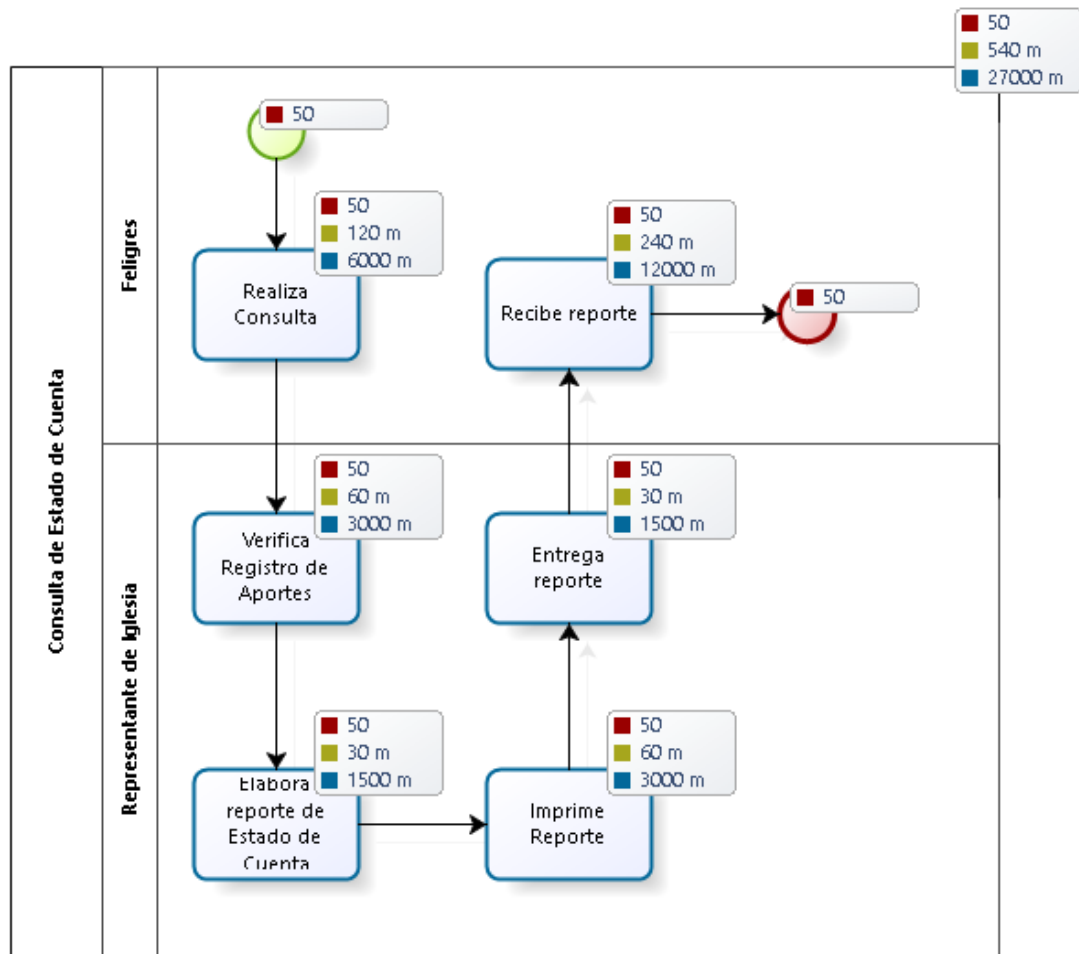 50
540 m
27000 m
Consulta de Estado de Cuenta
Feligres
50
50
120 m
6000 m
Realiza
Consulta
50
240 m
12000 m
Recibe reporte
50
Representante de Iglesia
50
60 m
3000 m
Verifica
Registro de
Aportes
50
30 m
1500 m
Entrega
reporte
50
30 m
1500 m
Elabora
reporte de
Estado de
Cuenta
50
60 m
3000 m
Imprime
Reporte